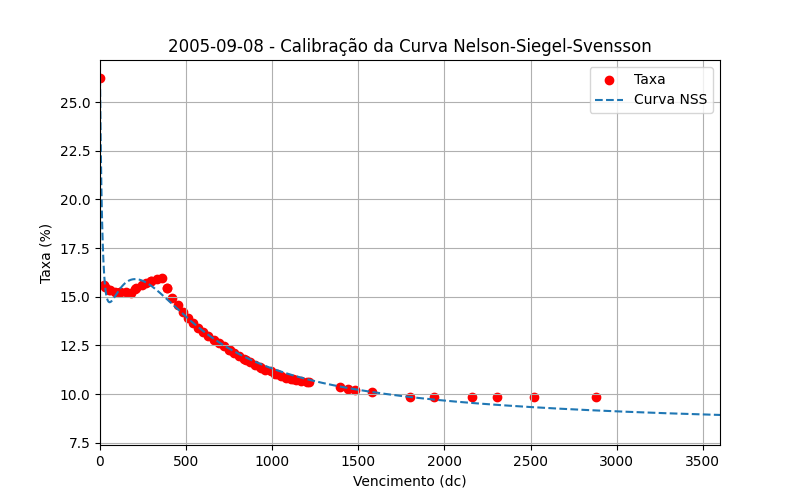 2005-09-08 - Calibração da Curva Nelson-Siegel-Svensson
Taxa
Curva NSS
Taxa (%)
25.0
22.5
20.0
17.5
15.0
12.5
10.0
7.5
0 500 1000 1500 2000 2500 3000 3500
Vencimento (dc)